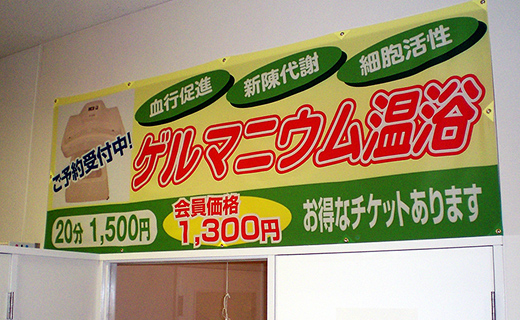 血行促進
新陳代謝
細胞活性
ご予約受付中!
ゲルマニウム温浴
20分 1,500円
会員価格
1,300円
お得なチケットあります